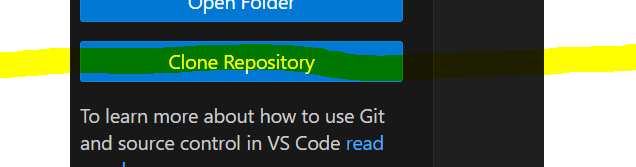 Open Folder
Clone Repository
To learn more about how to use Git
and source control in VS Code read